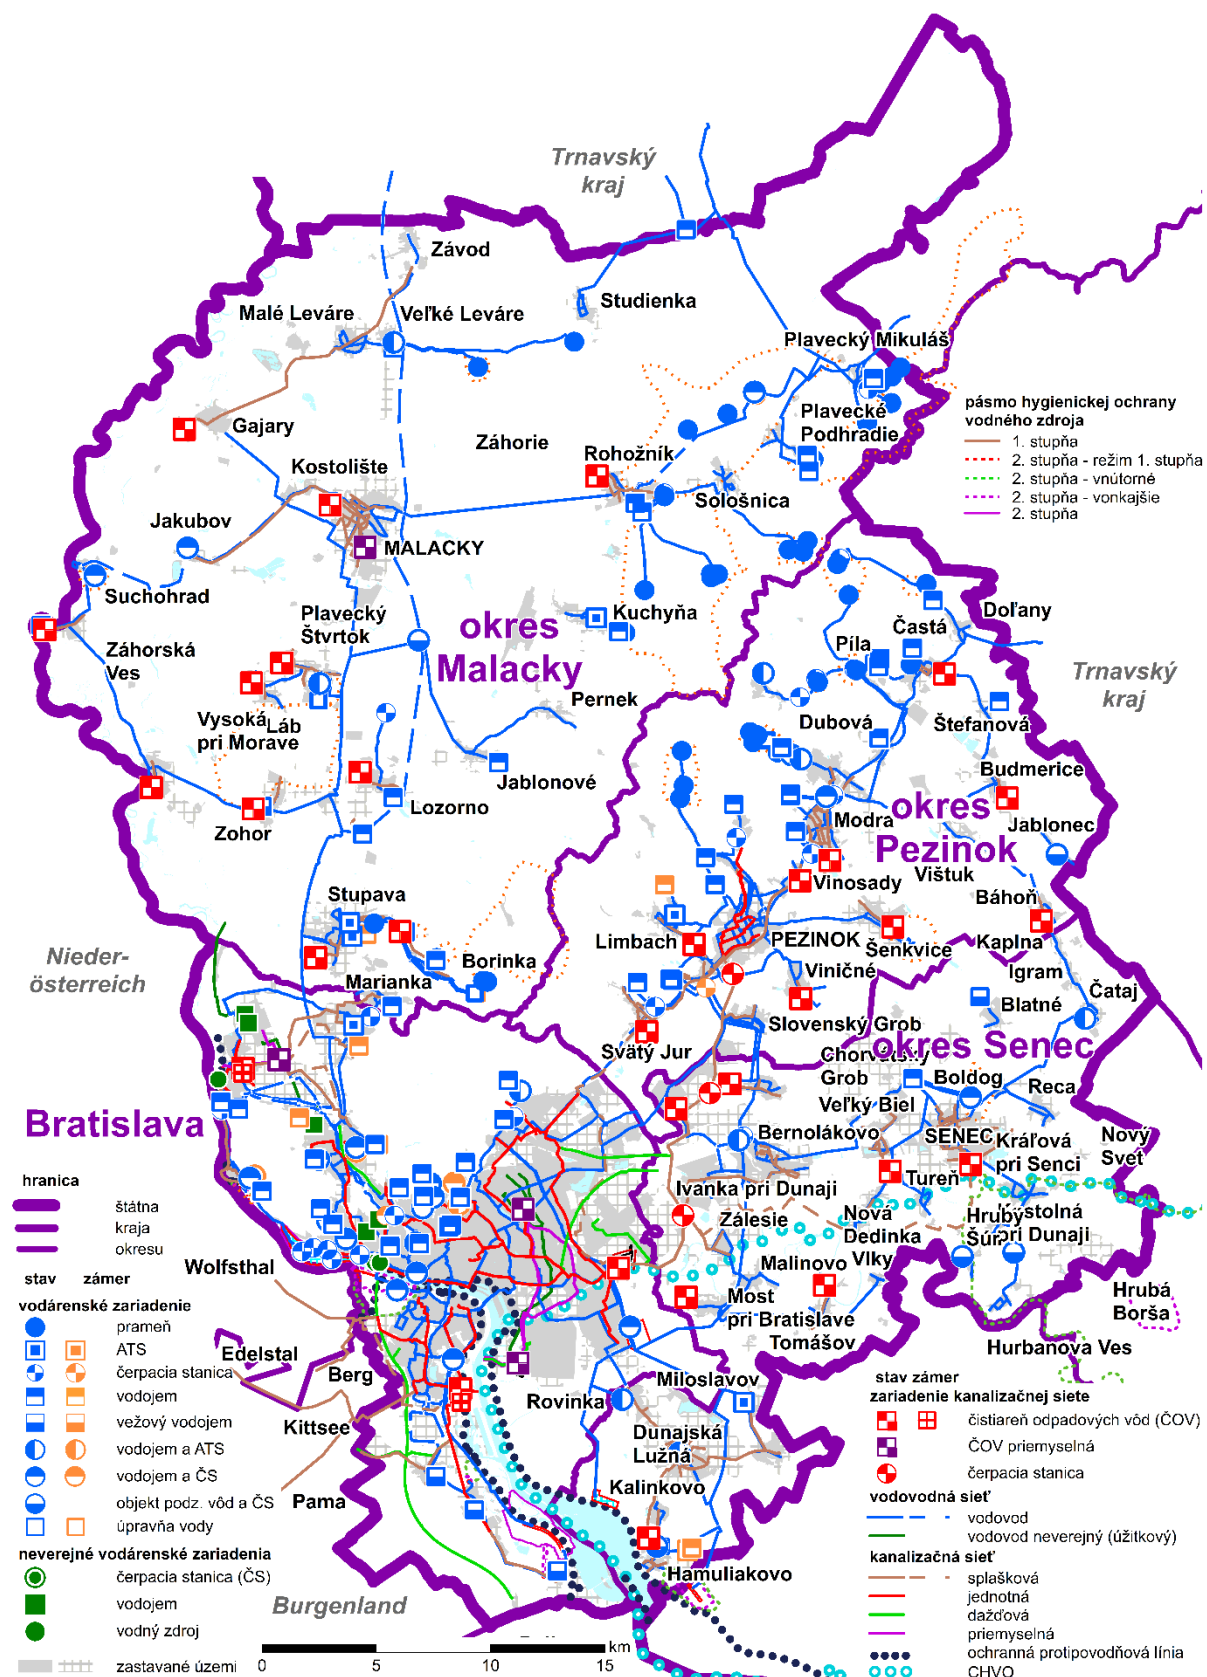 Trnavský
kraj
Závod
Studienka
Malé Leváre
Veľké Leváre
Plavecký Mikuláš
Plavecké
Podhradie
Gajary
Záhorie
Rohožník
Kostolište
Sološnica
Jakubov
MALACKY
Suchohrad
Plavecký
Štvrtok
okres
Malacky
Kuchyňa
Častá
Doľany
Píla
Záhorská
Ves
Pernek
Dubová
Štefanová
Trnavský
kraj
Vysoká
pri Morave
Láb
Jablonové
Budmerice
Lozorno
Zohor
Modra
okres
Pezinok
Jablonec
Vinosady
Vištuk
Báhoň
Stupava
Limbach
PEZINOK
Šenkvice
Kaplna
Igram
Borinka
Marianka
Viničné
Blatné
Čataj
Nieder-
österreich
Slovenský Grob
Svätý Jur
okres Senec
Chorvátsky
Grob
Boldog
Reca
Veľký Biel
Bratislava
Bernolákovo
SENEC
Kráľová
pri Senci
Nový
Svet
Ivanka pri Dunaji
Tureň
Zálesie
Nová
Dedinka
Hrubý
Šúr
stolná
pri Dunaji
Vlky
Malinovo
Most
pri Bratislave
Tomášov
Hrubá
Borša
Hurbanova Ves
Wolfsthal
Edelstal
Berg
Kittsee
Pama
Rovinka
Miloslavov
Dunajská
Lužná
Kalinkovo
Hamuliakovo
Burgenland
pásmo hygienickej ochrany
vodného zdroja
1. stupňa
2. stupňa - režim 1. stupňa
2. stupňa - vnútorné
2. stupňa - vonkajšie
2. stupňa
hranica
štátna
kraja
okresu
stav zámer
vodárenské zariadenie
prameň
ATS
čerpacia stanica
vodojem
vežový vodojem
vodojem a ATS
vodojem a ČS
objekt podz. vôd a ČS
úpravňa vody
neverejné vodárenské zariadenia
čerpacia stanica (ČS)
vodojem
vodný zdroj
zastavané území
km
0 5 10 15
stav zámer
zariadenie kanalizačnej siete
čistiareň odpadových vôd (ČOV)
ČOV priemyselná
čerpacia stanica
vodovodná sieť
vodovod
vodovod neverejný (úžitkový)
kanalizačná sieť
splašková
jednotná
dažďová
priemyselná
ochranná protipovodňová línia
CHVO